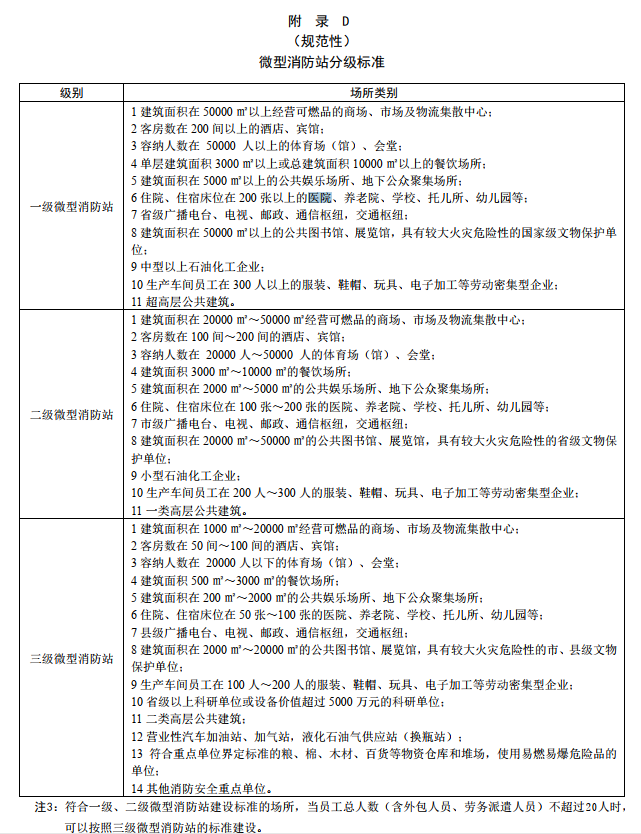 附 录 D
（规范性）
微型消防站分级标准
级别 场所类别
一级微型消防站
1 建筑面积在 50000 ㎡以上经营可燃品的商场、市场及物流集散中心；
2 客房数在 200 间以上的酒店、宾馆；
3 容纳人数在 50000 人以上的体育场（馆）、会堂；
4 单层建筑面积 3000 ㎡以上或总建筑面积 10000 ㎡以上的餐饮场所；
5 建筑面积在 5000 ㎡以上的公共娱乐场所、地下公众聚集场所；
6 住院、住宿床位在 200 张以上的医院、养老院、学校、托儿所、幼儿园等；
7 省级广播电台、电视、邮政、通信枢纽，交通枢纽；
8 建筑面积在 50000 ㎡以上的公共图书馆、展览馆，具有较大火灾危险性的国家级文物保护单
位；
9 中型以上石油化工企业；
10 生产车间员工在 300 人以上的服装、鞋帽、玩具、电子加工等劳动密集型企业；
11 超高层公共建筑。
二级微型消防站
1 建筑面积在 20000 ㎡～50000 ㎡经营可燃品的商场、市场及物流集散中心；
2 客房数在 100 间～200 间的酒店、宾馆；
3 容纳人数在 20000 人～50000 人的体育场（馆）、会堂；
4 建筑面积 3000 ㎡～10000 ㎡的餐饮场所；
5 建筑面积在 2000 ㎡～5000 ㎡的公共娱乐场所、地下公众聚集场所；
6 住院、住宿床位在 100 张～200 张的医院、养老院、学校、托儿所、幼儿园等；
7 市级广播电台、电视、邮政、通信枢纽，交通枢纽；
8 建筑面积在 20000 ㎡～50000 ㎡的公共图书馆、展览馆，具有较大火灾危险性的省级文物保
护单位；
9 小型石油化工企业；
10 生产车间员工在 200 人～300 人的服装、鞋帽、玩具、电子加工等劳动密集型企业；
11 一类高层公共建筑。
三级微型消防站
1 建筑面积在 1000 ㎡～20000 ㎡经营可燃品的商场、市场及物流集散中心；
2 客房数在 50 间～100 间的酒店、宾馆；
3 容纳人数在 20000 人以下的体育场（馆）、会堂；
4 建筑面积 500 ㎡～3000 ㎡的餐饮场所；
5 建筑面积在 200 ㎡～2000 ㎡的公共娱乐场所、地下公众聚集场所；
6 住院、住宿床位在 50 张～100 张的医院、养老院、学校、托儿所、幼儿园等；
7 县级广播电台、电视、邮政、通信枢纽，交通枢纽；
8 建筑面积在 2000 ㎡～20000 ㎡的公共图书馆、展览馆，具有较大火灾危险性的市、县级文物
保护单位；
9 生产车间员工在 100 人～200 人的服装、鞋帽、玩具、电子加工等劳动密集型企业；
10 省级以上科研单位或设备价值超过 5000 万元的科研单位；
11 二类高层公共建筑；
12 营业性汽车加油站、加气站，液化石油气供应站（换瓶站）；
13 符合重点单位界定标准的粮、棉、木材、百货等物资仓库和堆场，使用易燃易爆危险品的
单位；
14 其他消防安全重点单位。
注3：符合一级、二级微型消防站建设标准的场所，当员工总人数（含外包人员、劳务派遣人员）不超过20人时，
可以按照三级微型消防站的标准建设。